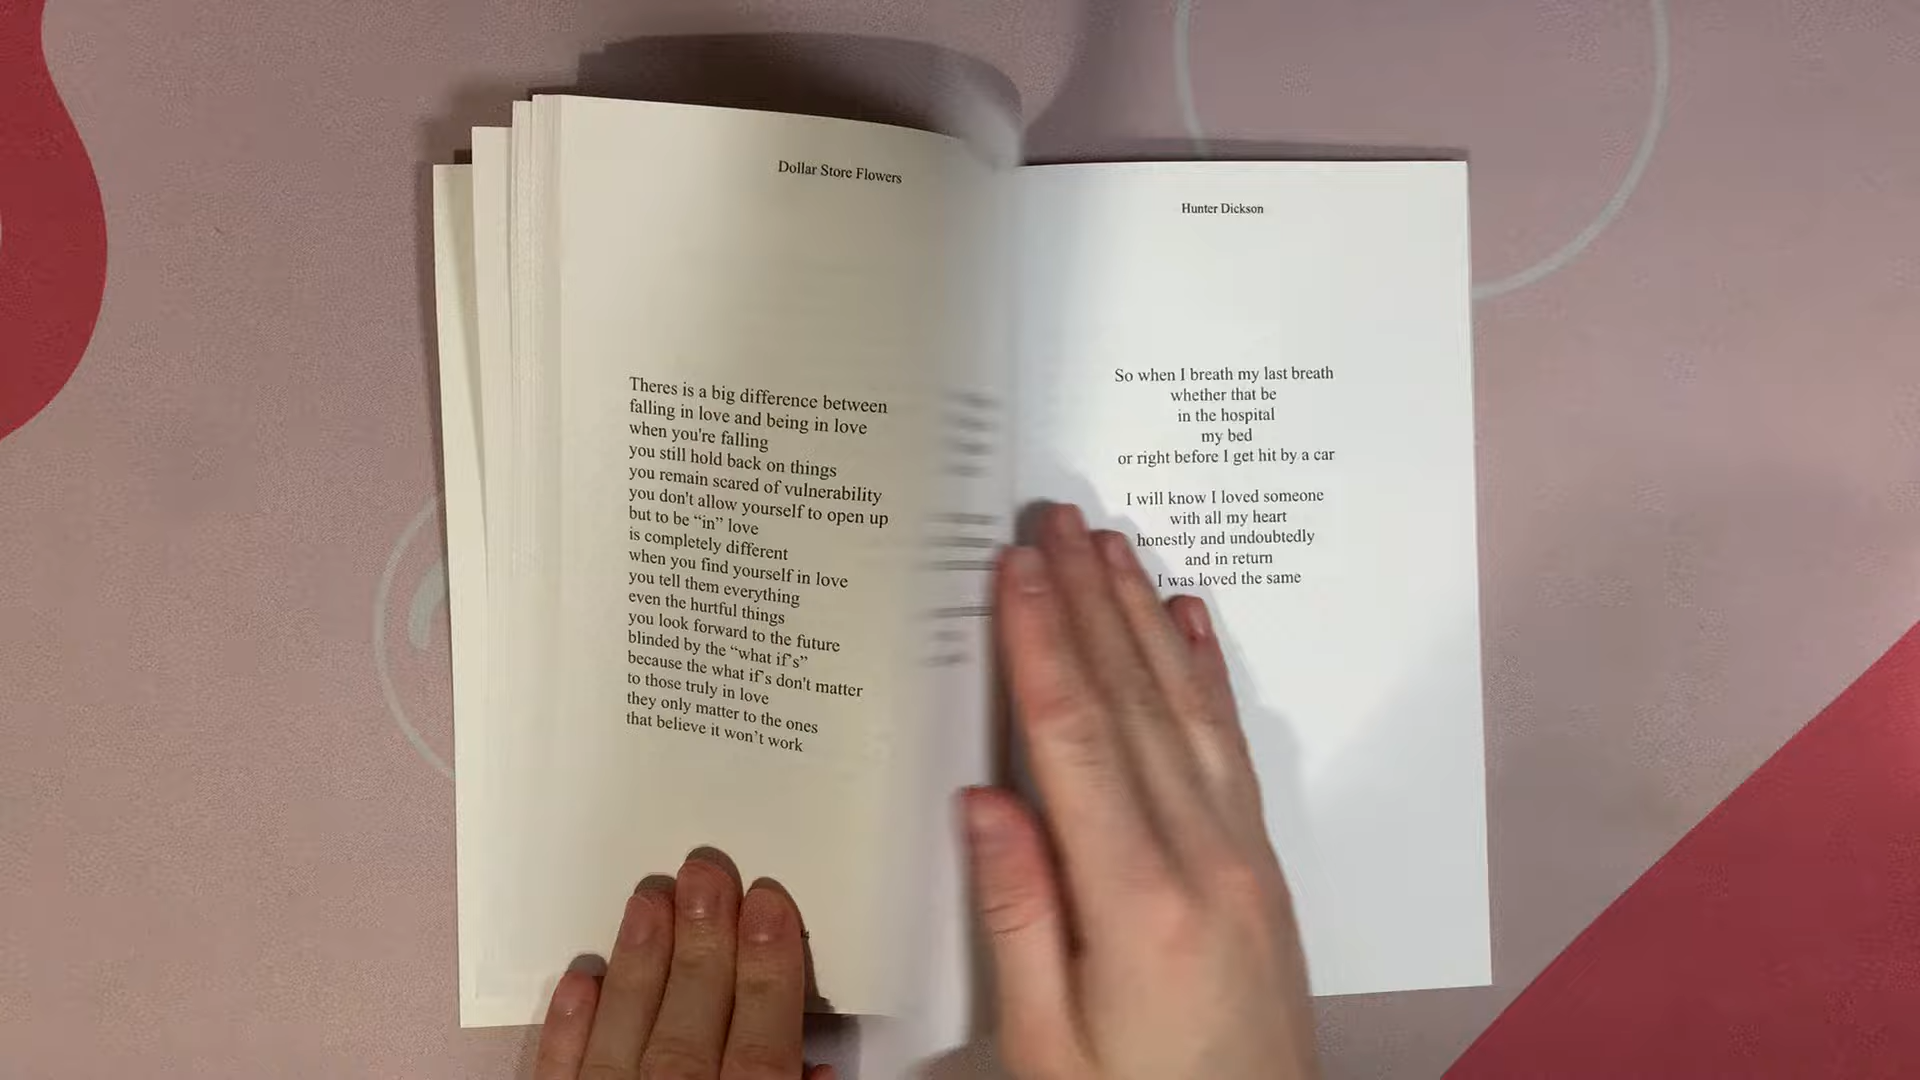 Dollar Store Flowers
Theres is a big difference between
falling in love and being in love
when you're falling
you still hold back on things
you remain scared of vulnerability
you don't allow yourself to open up
but to be “in” love
is completely different
when you find yourself in love
you tell them everything
even the hurtful things
you look forward to the future
blinded by the “what if's”
because the what if's don't matter
to those truly in love
they only matter to the ones
that believe it won’t work
Hunter Dickson
So when I breath my last breath
whether that be
in the hospital
my bed
or right before I get hit by a car
I will know I loved someone
with all my heart
honestly and undoubtedly
and in return
I was loved the same